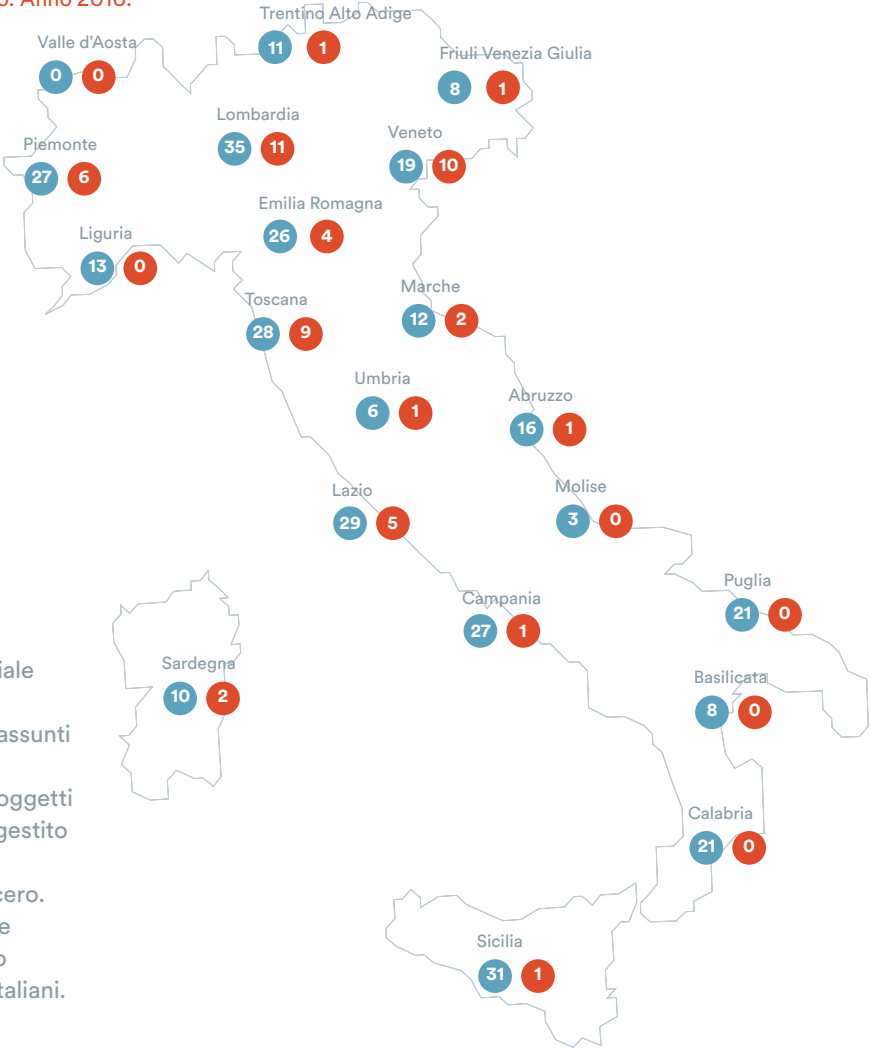 Anno 2016.
Trentino Alto Adige
11 1
Valle d'Aosta
0 0
Friuli Venezia Giulia
8 1
Lombardia
35 11
Veneto
19 10
Piemonte
27 6
Emilia Romagna
26 4
Liguria
13 0
Marche
12 2
Toscana
28 9
Umbria
6 1
Abruzzo
16 1
Lazio
29 5
Molise
3 0
Puglia
21 0
Campania
27 1
Sardegna
10 2
Basilicata
8 0
Calabria
21 0
Sicilia
31 1
iale
assunti
oggetti
gestito
cero.
e
o
taliani.